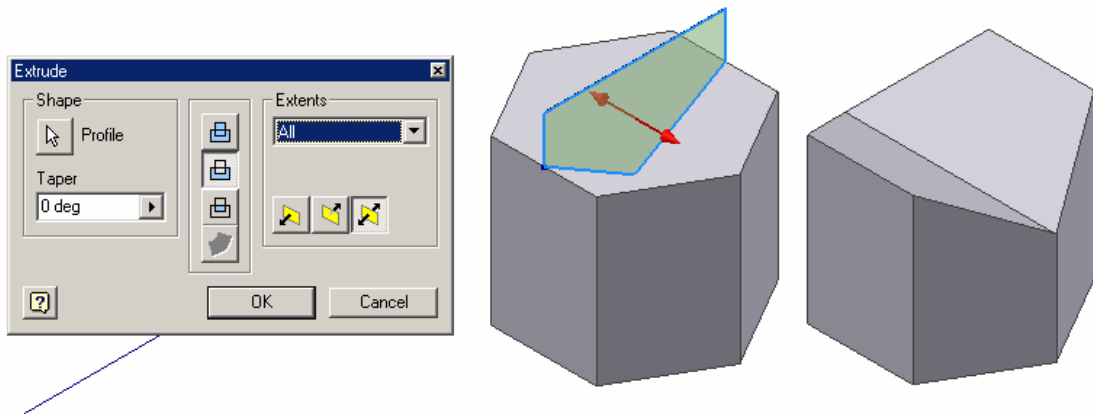 Extrude
Shape
Profile
Taper
0 deg
Extents
All
OK
Cancel